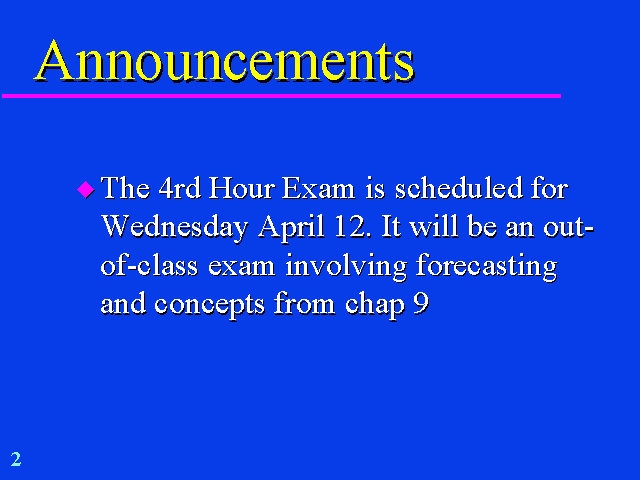 Announcements
The 4rd Hour Exam is scheduled for
Wednesday April 12. It will be an out-
of-class exam involving forecasting
and concepts from chap 9
2